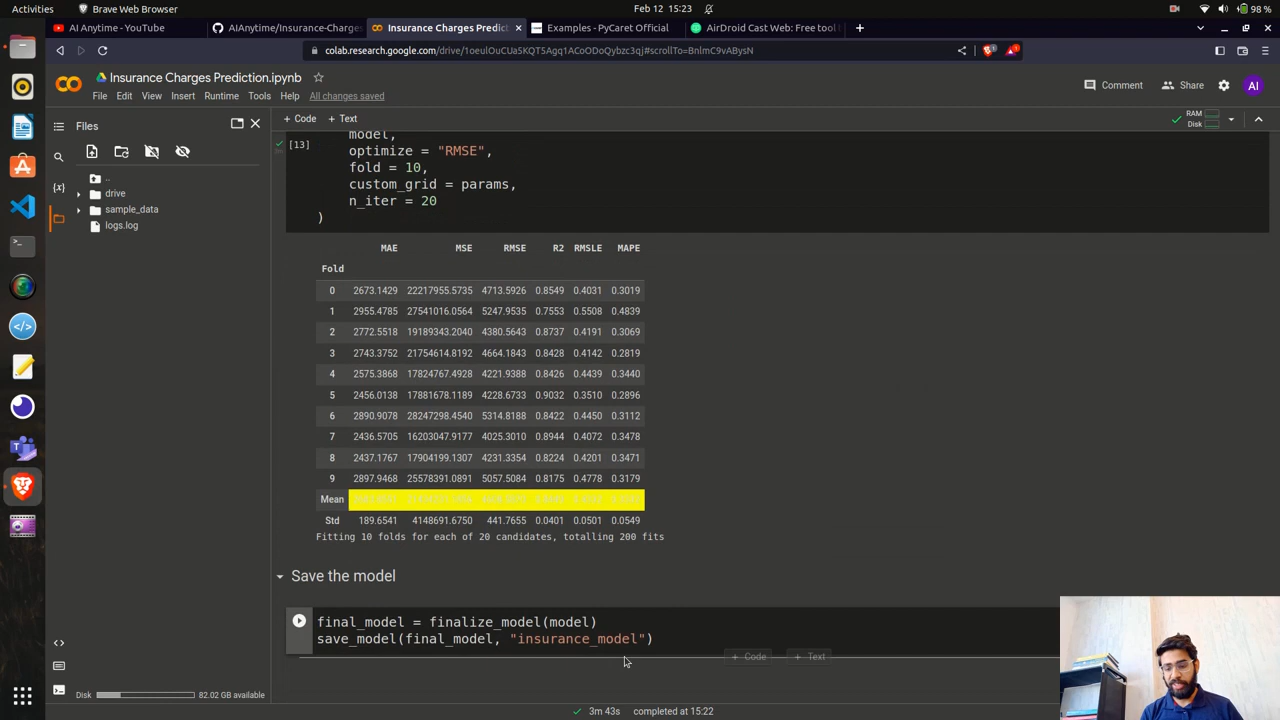 Activities
Brave Web Browser
Feb 12 15:23
98 %
AI Anytime - YouTube
AIAnytime/Insurance-Charges
Insurance Charges Predicti
Examples - PyCaret Official
AirDroid Cast Web: Free tool
colab.research.google.com/drive/1oeulOuCUa5KQT5Agq1ACoODoQybzc3qj#scrollTo=BnlmC9vABysN
Insurance Charges Prediction.ipynb
File Edit View Insert Runtime Tools Help All changes saved
Comment Share AI
+ Code + Text
RAM
Disk
Files
..
drive
sample_data
logs.log
[13]
model,
optimize = "RMSE",
fold = 10,
custom_grid = params,
n_iter = 20
)
MAE MSE RMSE R2 RMSLE MAPE
Fold
0 2673.1429 22217955.5735 4713.5926 0.8549 0.4031 0.3019
1 2955.4785 27541016.0564 5247.9535 0.7553 0.5508 0.4839
2 2772.5518 19189343.2040 4380.5643 0.8737 0.4191 0.3069
3 2743.3752 21754614.8192 4664.1843 0.8428 0.4142 0.2819
4 2575.3868 17824767.4928 4221.9388 0.8426 0.4439 0.3440
5 2456.0138 17881678.1189 4228.6733 0.9032 0.3510 0.2896
6 2890.9078 28247298.4540 5314.8188 0.8422 0.4450 0.3112
7 2436.5705 16203047.9177 4025.3010 0.8944 0.4072 0.3478
8 2437.1767 17904199.1307 4231.3354 0.8224 0.4201 0.3471
9 2897.9468 25578391.0891 5057.5084 0.8175 0.4778 0.3179
Mean
Std 189.6541 4148691.6750 441.7655 0.0401 0.0501 0.0549
Fitting 10 folds for each of 20 candidates, totalling 200 fits
Save the model
final_model = finalize_model(model)
save_model(final_model, "insurance_model")
+ Code + Text
Disk 82.02 GB available
3m 43s completed at 15:22